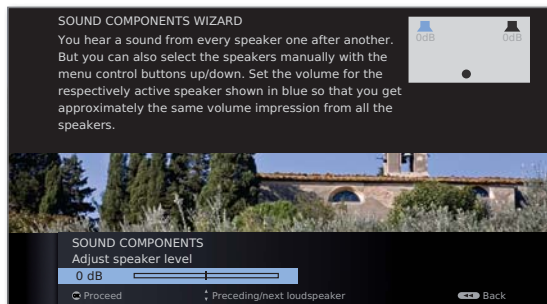 SOUND COMPONENTS WIZARD
You hear a sound from every speaker one after another.
But you can also select the speakers manually with the
menu control buttons up/down. Set the volume for the
respectively active speaker shown in blue so that you get
approximately the same volume impression from all the
speakers.
0dB 0dB
SOUND COMPONENTS
Adjust speaker level
0 dB
OK Proceed Preceding/next loudspeaker Back